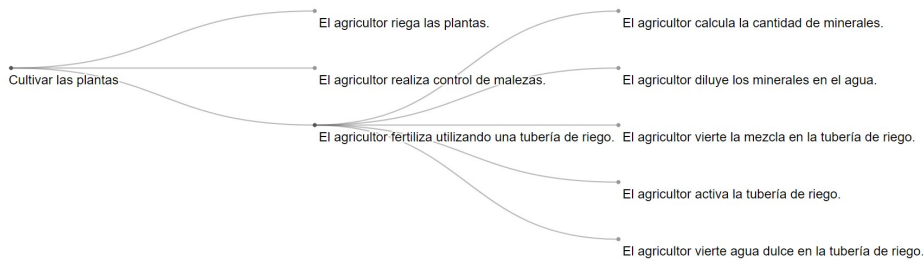 El agricultor riega las plantas.
El agricultor calcula la cantidad de minerales.
Cultivar las plantas
El agricultor realiza control de malezas.
El agricultor diluye los minerales en el agua.
El agricultor fertiliza utilizando una tubería de riego.
El agricultor vierte la mezcla en la tubería de riego.
El agricultor activa la tubería de riego.
El agricultor vierte agua dulce en la tubería de riego.